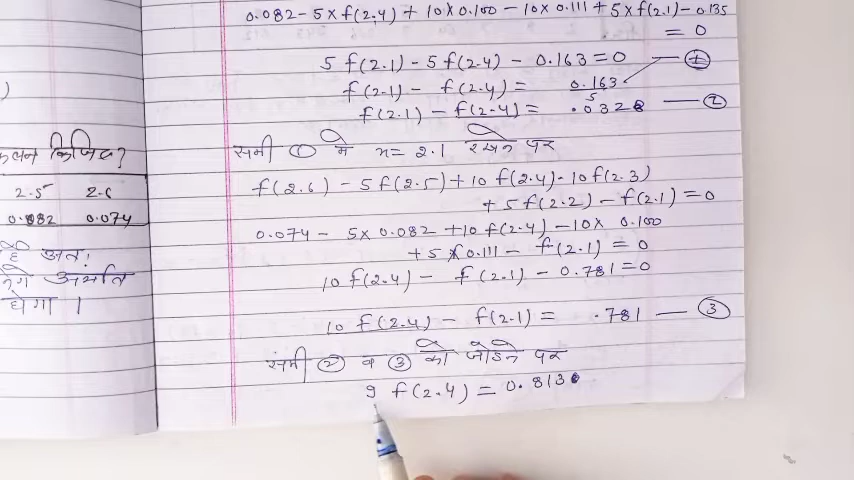 0.082 - 5 x f(2.4) + 10 x 0.100 - 10 x 0.111 + 5 x f(2.1) - 0.135
= 0
5 f(2.1) - 5 f(2.4) - 0.163 = 0 ①
f(2.1) - f(2.4) = 0.163
5
f(2.1) - f(2.4) = .0328 — ②
समी ① मे n = 2.1 रखने पर
f(2.6) - 5 f(2.5) + 10 f(2.4) - 10 f(2.3)
+ 5 f(2.2) - f(2.1) = 0
0.074 - 5 x 0.082 + 10 f(2.4) - 10 x 0.100
+ 5 x 0.111 - f(2.1) = 0
10 f(2.4) - f(2.1) - 0.781 = 0
10 f(2.4) - f(2.1) = .781 — ③
समी ② व ③ को जोडने पर
9 f(2.4) = 0.813
)
किजिए?
2.5 2.6
0.082 0.074
है अतः